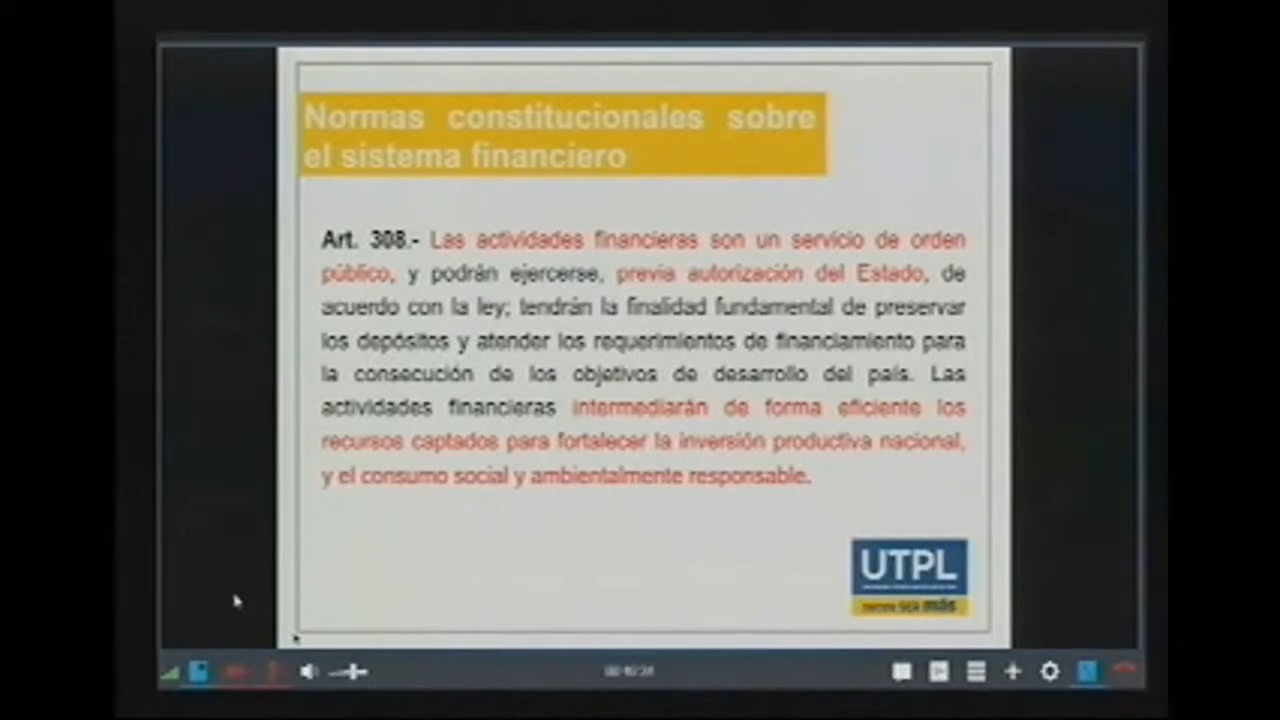 Normas constitucionales sobre
el sistema financiero
Art. 308.- Las actividades financieras son un servicio de orden
público, y podrán ejercerse, previa autorización del Estado, de
acuerdo con la ley; tendrán la finalidad fundamental de preservar
los depósitos y atender los requerimientos de financiamiento para
la consecución de los objetivos de desarrollo del país. Las
actividades financieras intermediarán de forma eficiente los
recursos captados para fortalecer la inversión productiva nacional,
y el consumo social y ambientalmente responsable.
UTPL
más